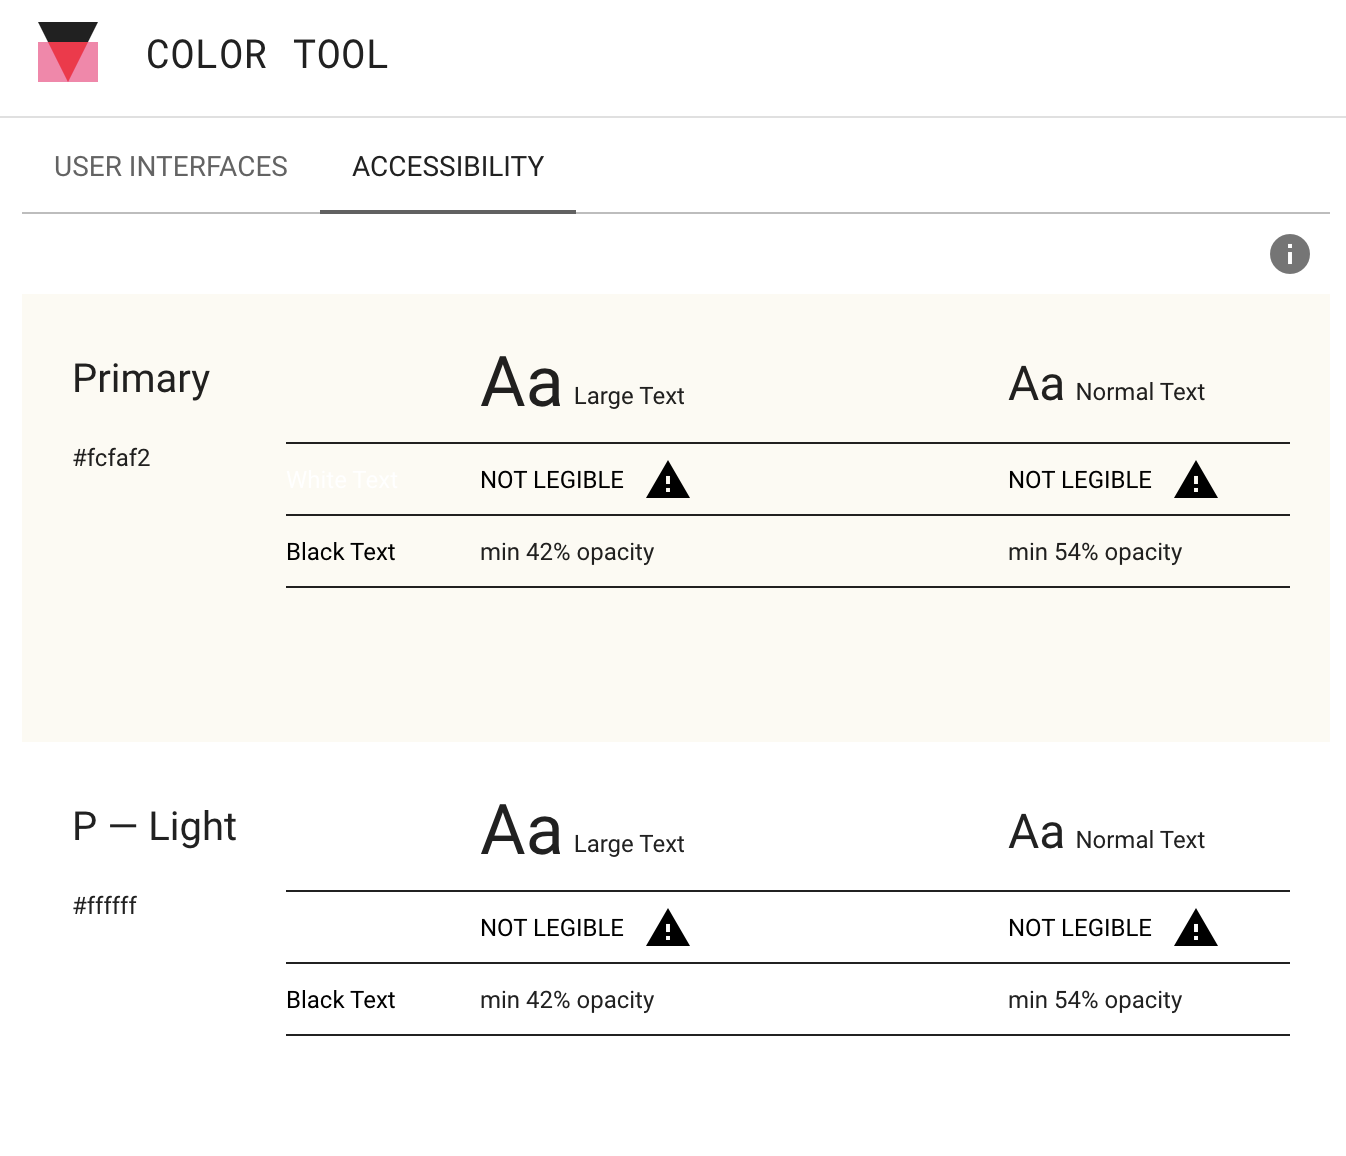 COLOR TOOL
USER INTERFACES ACCESSIBILITY
Primary Aa Large Text Aa Normal Text
#fcfaf2
White Text NOT LEGIBLE NOT LEGIBLE
Black Text min 42% opacity min 54% opacity
P — Light Aa Large Text Aa Normal Text
#ffffff
NOT LEGIBLE NOT LEGIBLE
Black Text min 42% opacity min 54% opacity